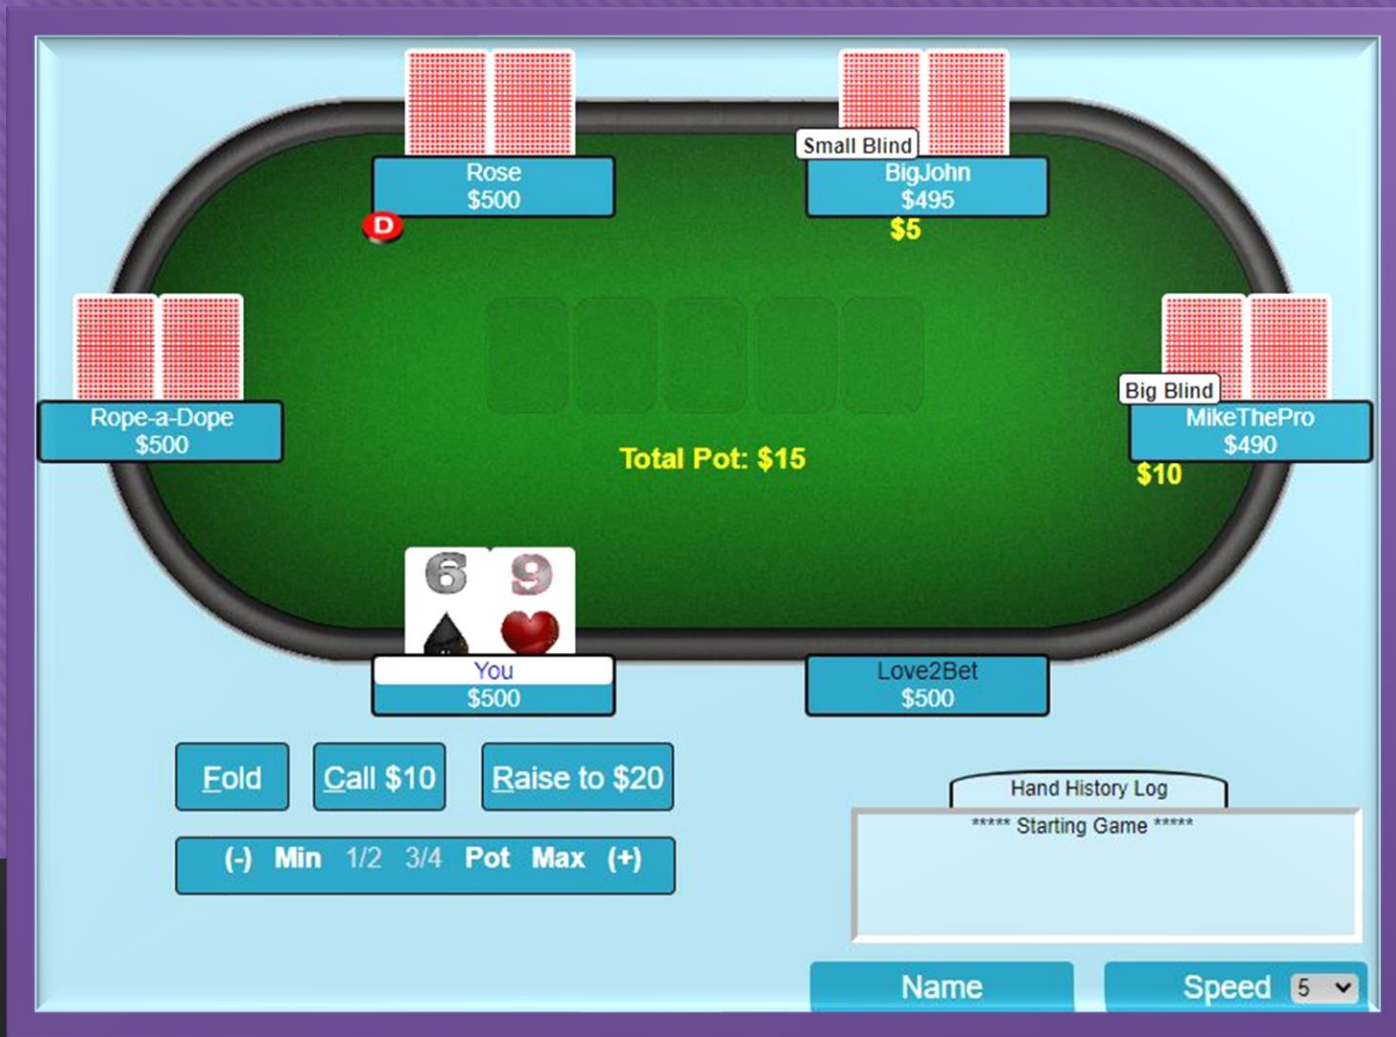 Small Blind
Rose
$500
BigJohn
$495
D
$5
Big Blind
Rope-a-Dope
$500
MikeThePro
$490
Total Pot: $15
$10
6 9
You
$500
Love2Bet
$500
Fold
Call $10
Raise to $20
Hand History Log
***** Starting Game *****
(-) Min 1/2 3/4 Pot Max (+)
Name
Speed 5